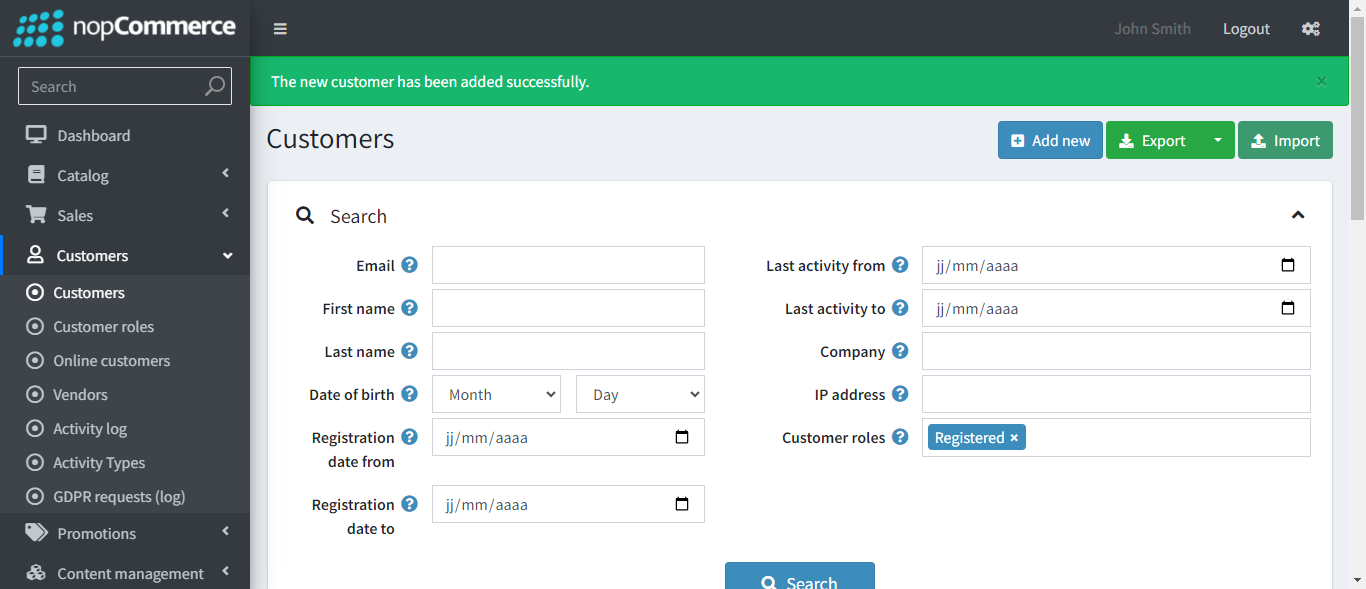 nopCommerce
John Smith
Logout
Search
The new customer has been added successfully.
×
Dashboard
Catalog
Sales
Customers
Customers
Customer roles
Online customers
Vendors
Activity log
Activity Types
GDPR requests (log)
Promotions
Content management
Customers
Add new
Export
Import
Search
Email
First name
Last name
Date of birth
Month
Day
Registration
date from
jj/mm/aaaa
Registration
date to
jj/mm/aaaa
Last activity from
jj/mm/aaaa
Last activity to
jj/mm/aaaa
Company
IP address
Customer roles
Registered ×
Search